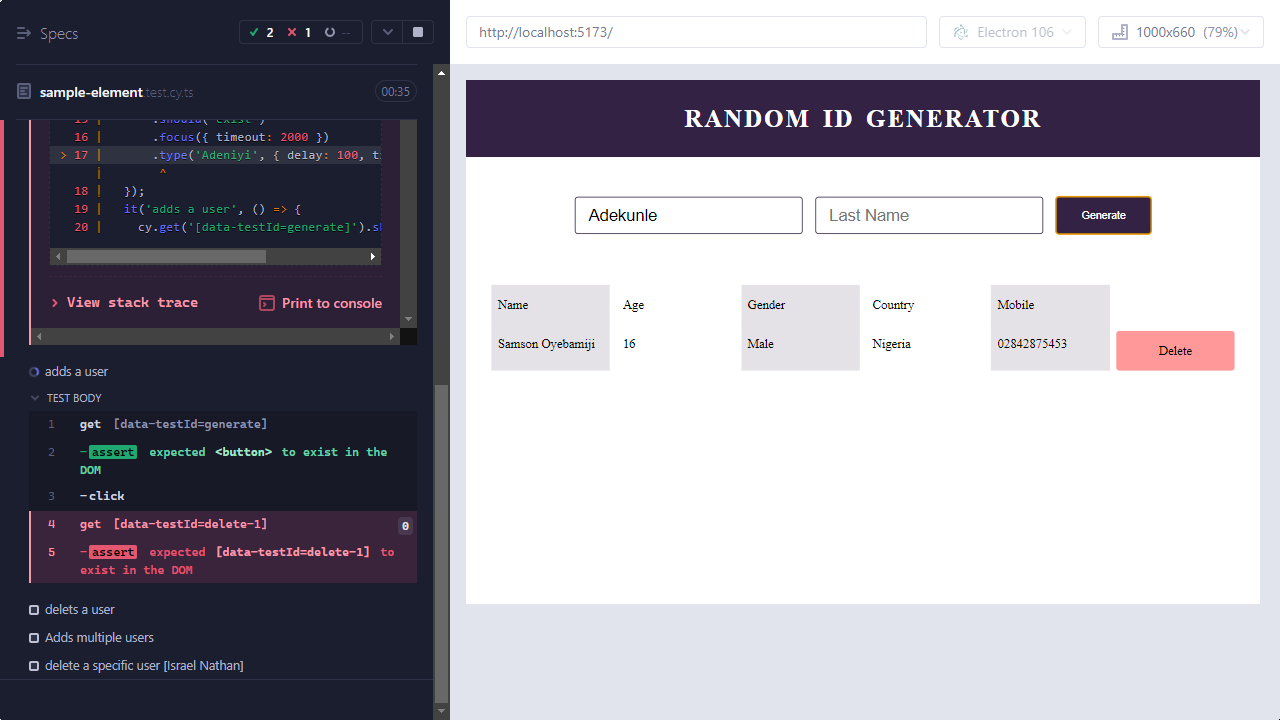 Specs
2
1
--
sample-element.test.cy.ts
00:35
15 | .should('exist')
16 | .focus({ timeout: 2000 })
> 17 | .type('Adeniyi', { delay: 100, ti
| ^
18 | });
19 | it('adds a user', () => {
20 | cy.get('[data-testId=generate]').sh
> View stack trace
Print to console
adds a user
TEST BODY
1 get [data-testId=generate]
2 -assert expected <button> to exist in the
DOM
3 -click
4 get [data-testId=delete-1] 0
5 -assert expected [data-testId=delete-1] to
exist in the DOM
delets a user
Adds multiple users
delete a specific user [Israel Nathan]
http://localhost:5173/
Electron 106
1000x660 (79%)
RANDOM ID GENERATOR
Adekunle
Last Name
Generate
Name Age Gender Country Mobile
Samson Oyebamiji 16 Male Nigeria 02842875453 Delete